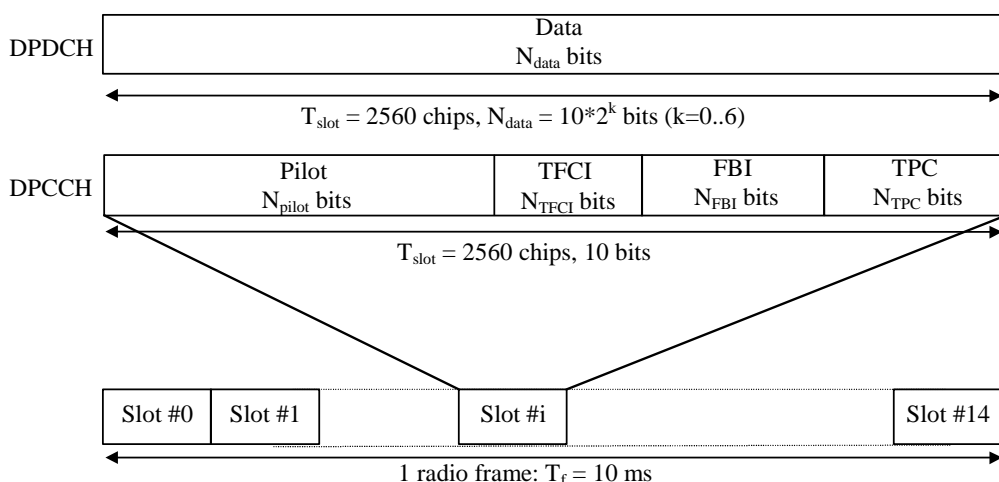 Data
DPDCH
N_data bits
T_slot = 2560 chips, N_data = 10*2^k bits (k=0..6)
Pilot TFCI FBI TPC
DPCCH
N_pilot bits N_TFCI bits N_FBI bits N_TPC bits
T_slot = 2560 chips, 10 bits
Slot #0 Slot #1 Slot #i Slot #14
1 radio frame: T_f = 10 ms